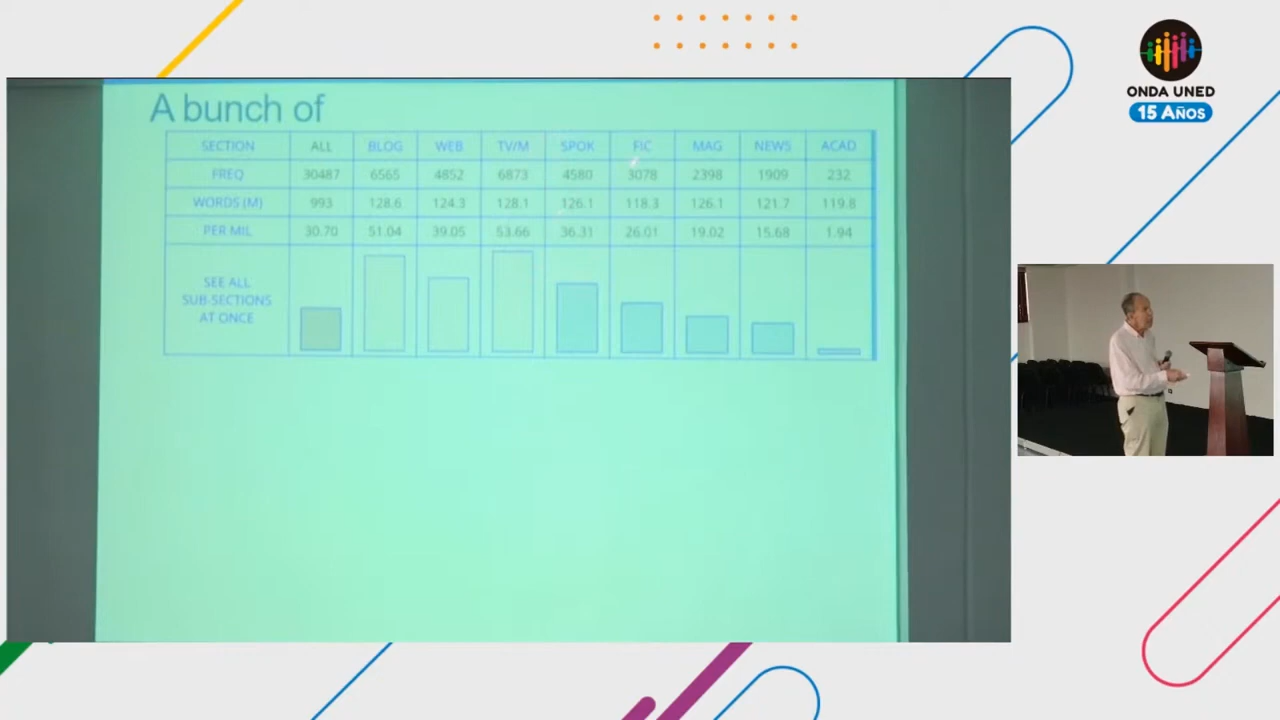 A bunch of
SECTION ALL BLOG WEB TV/M SPOK FIC MAG NEWS ACAD
FREQ 30487 6565 4852 6873 4580 3078 2398 1909 232
WORDS (M) 993 128.6 124.3 128.1 126.1 118.3 126.1 121.7 119.8
PER MIL 30.70 51.04 39.05 53.66 36.31 26.01 19.02 15.68 1.94
SEE ALL
SUB-SECTIONS
AT ONCE
ONDA UNED
15 AÑOS